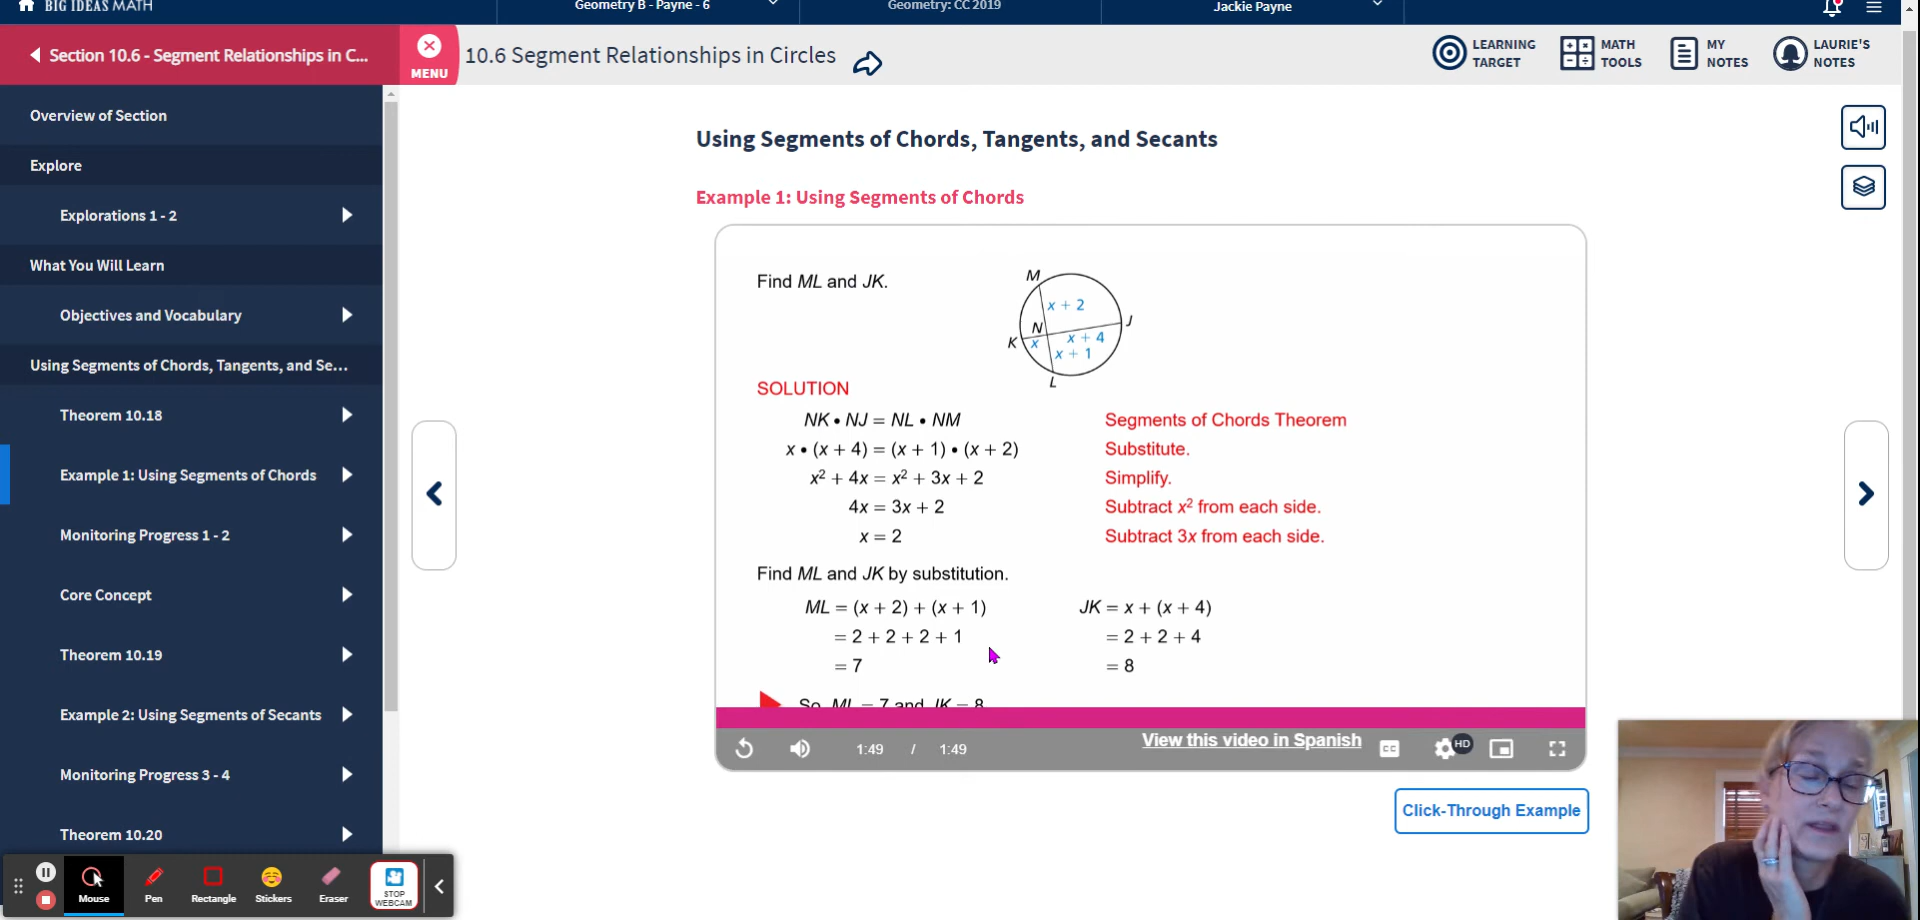 BIG IDEAS MATH
Geometry B - Payne - 6
Geometry: CC 2019
Jackie Payne
Section 10.6 - Segment Relationships in C...
MENU
10.6 Segment Relationships in Circles
LEARNING TARGET
MATH TOOLS
MY NOTES
LAURIE'S NOTES
Overview of Section
Explore
Explorations 1 - 2
What You Will Learn
Objectives and Vocabulary
Using Segments of Chords, Tangents, and Se...
Theorem 10.18
Example 1: Using Segments of Chords
Monitoring Progress 1 - 2
Core Concept
Theorem 10.19
Example 2: Using Segments of Secants
Monitoring Progress 3 - 4
Theorem 10.20
Using Segments of Chords, Tangents, and Secants
Example 1: Using Segments of Chords
Find ML and JK.
M
x + 2
N
J
K
x
x + 4
x + 1
L
SOLUTION
NK • NJ = NL • NM Segments of Chords Theorem
x • (x + 4) = (x + 1) • (x + 2) Substitute.
x² + 4x = x² + 3x + 2 Simplify.
4x = 3x + 2 Subtract x² from each side.
x = 2 Subtract 3x from each side.
Find ML and JK by substitution.
ML = (x + 2) + (x + 1) JK = x + (x + 4)
= 2 + 2 + 2 + 1 = 2 + 2 + 4
= 7 = 8
So, ML = 7 and JK = 8
1:49 / 1:49
View this video in Spanish
CC
HD
Click-Through Example
Mouse
Pen
Rectangle
Stickers
Eraser
STOP WEBCAM